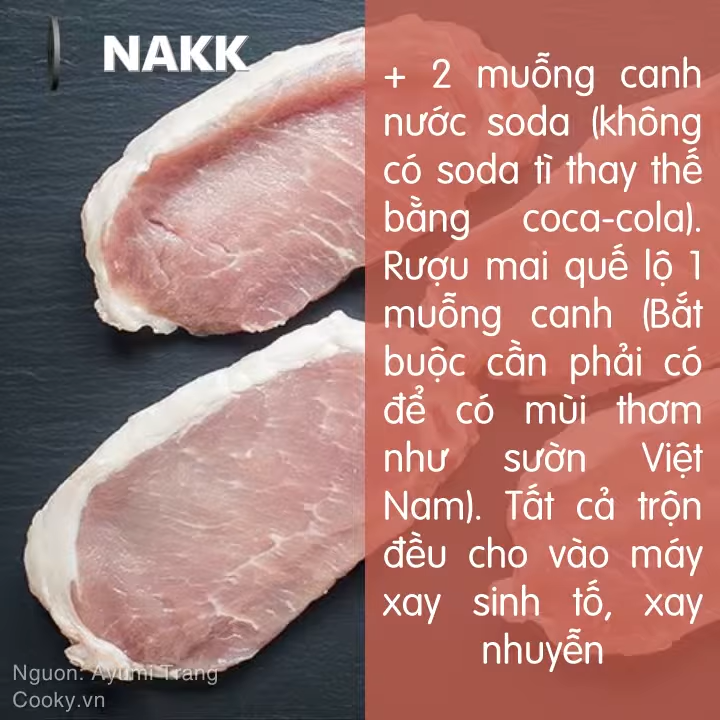 NAKK
+ 2 muỗng canh
nước soda (không
có soda tì thay thế
bằng coca-cola).
Rượu mai quế lộ 1
muỗng canh (Bắt
buộc cần phải có
để có mùi thơm
như sườn Việt
Nam). Tất cả trộn
đều cho vào máy
xay sinh tố, xay
nhuyễn
Nguon: Ayumi Trang
Cooky.vn